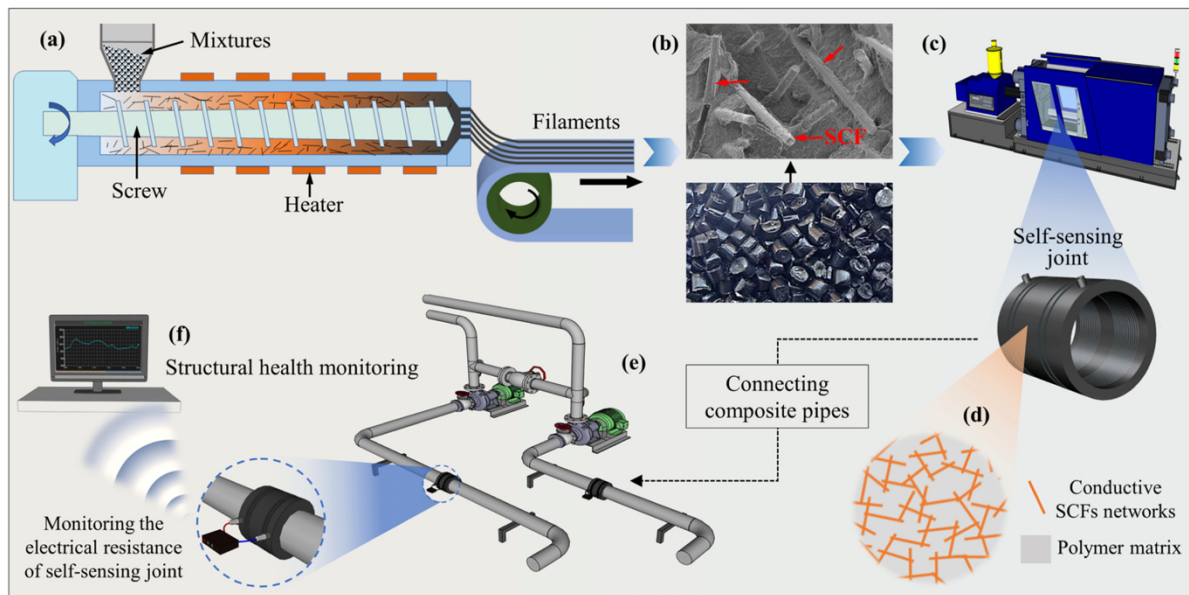 (a)
Mixtures
Screw
Heater
Filaments
(b)
SCF
(c)
Self-sensing
joint
(d)
Conductive
SCFs networks
Polymer matrix
(e)
Connecting
composite pipes
(f)
Structural health monitoring
Monitoring the
electrical resistance
of self-sensing joint